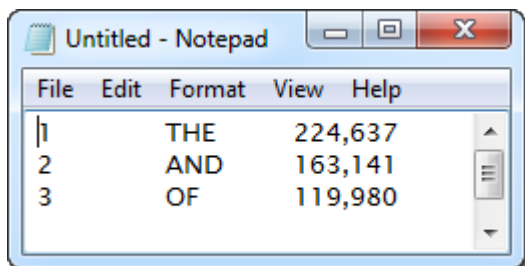 Untitled - Notepad
File Edit Format View Help
1 THE 224,637
2 AND 163,141
3 OF 119,980